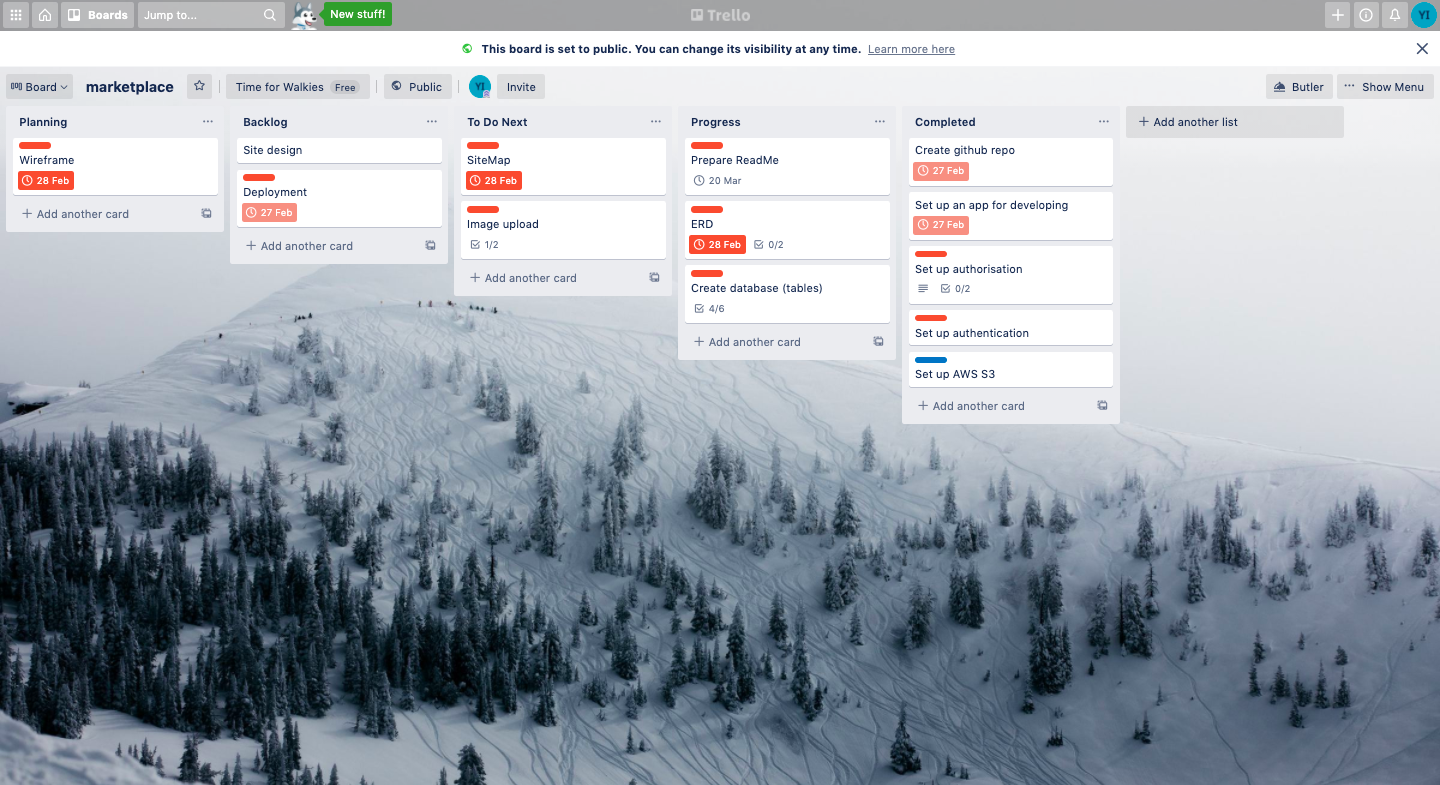 Boards
Jump to...
New stuff!
Trello
YI
This board is set to public. You can change its visibility at any time. Learn more here
Board
marketplace
Time for Walkies Free
Public
YI
Invite
Butler
··· Show Menu
Planning ···
Wireframe
28 Feb
+ Add another card
Backlog ···
Site design
Deployment
27 Feb
+ Add another card
To Do Next ···
SiteMap
28 Feb
Image upload
1/2
+ Add another card
Progress ···
Prepare ReadMe
20 Mar
ERD
28 Feb 0/2
Create database (tables)
4/6
+ Add another card
Completed ···
Create github repo
27 Feb
Set up an app for developing
27 Feb
Set up authorisation
0/2
Set up authentication
Set up AWS S3
+ Add another card
+ Add another list